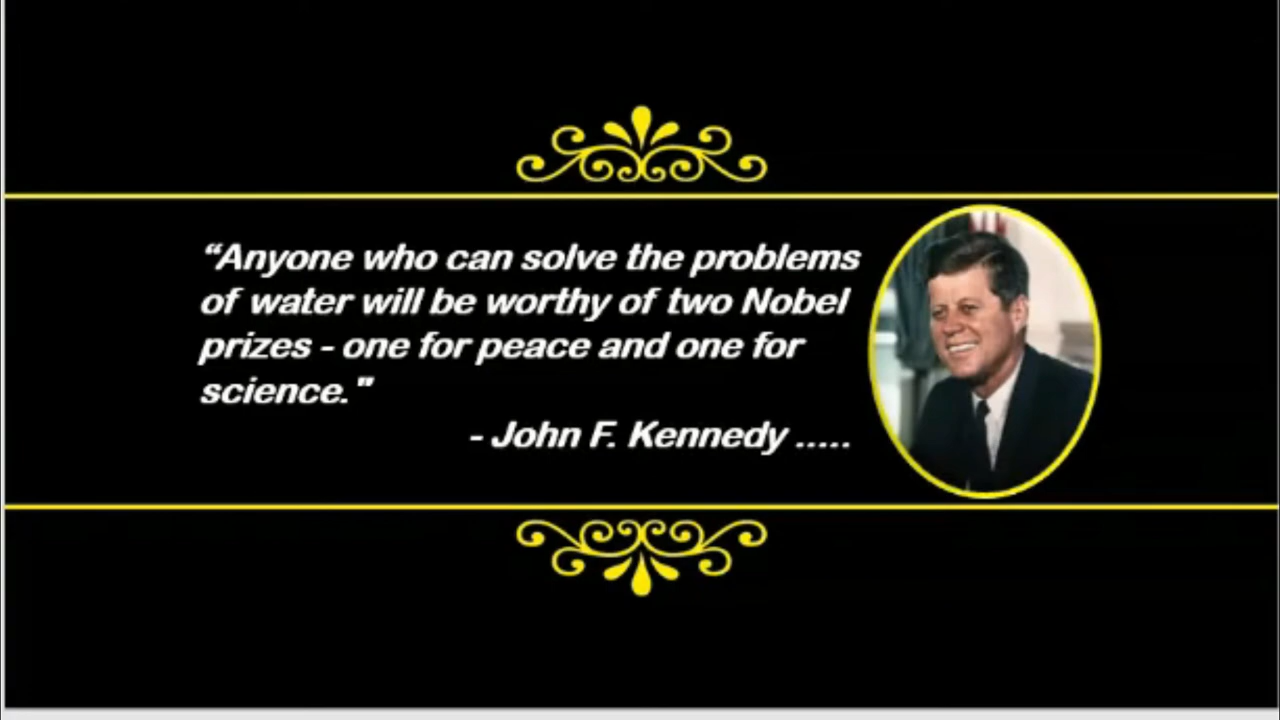 “Anyone who can solve the problems
of water will be worthy of two Nobel
prizes - one for peace and one for
science."
- John F. Kennedy .....